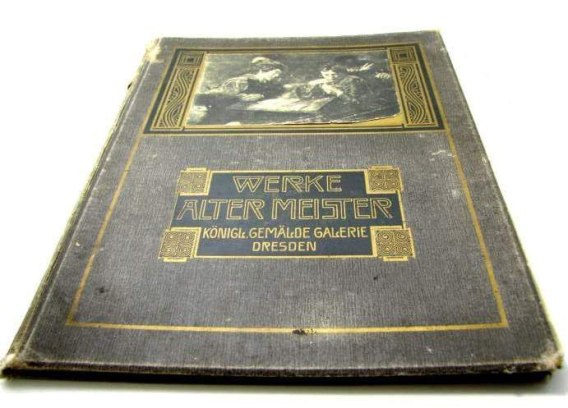 WERKE
ALTER MEISTER
KÖNIGL. GEMÄLDE GALERIE
DRESDEN